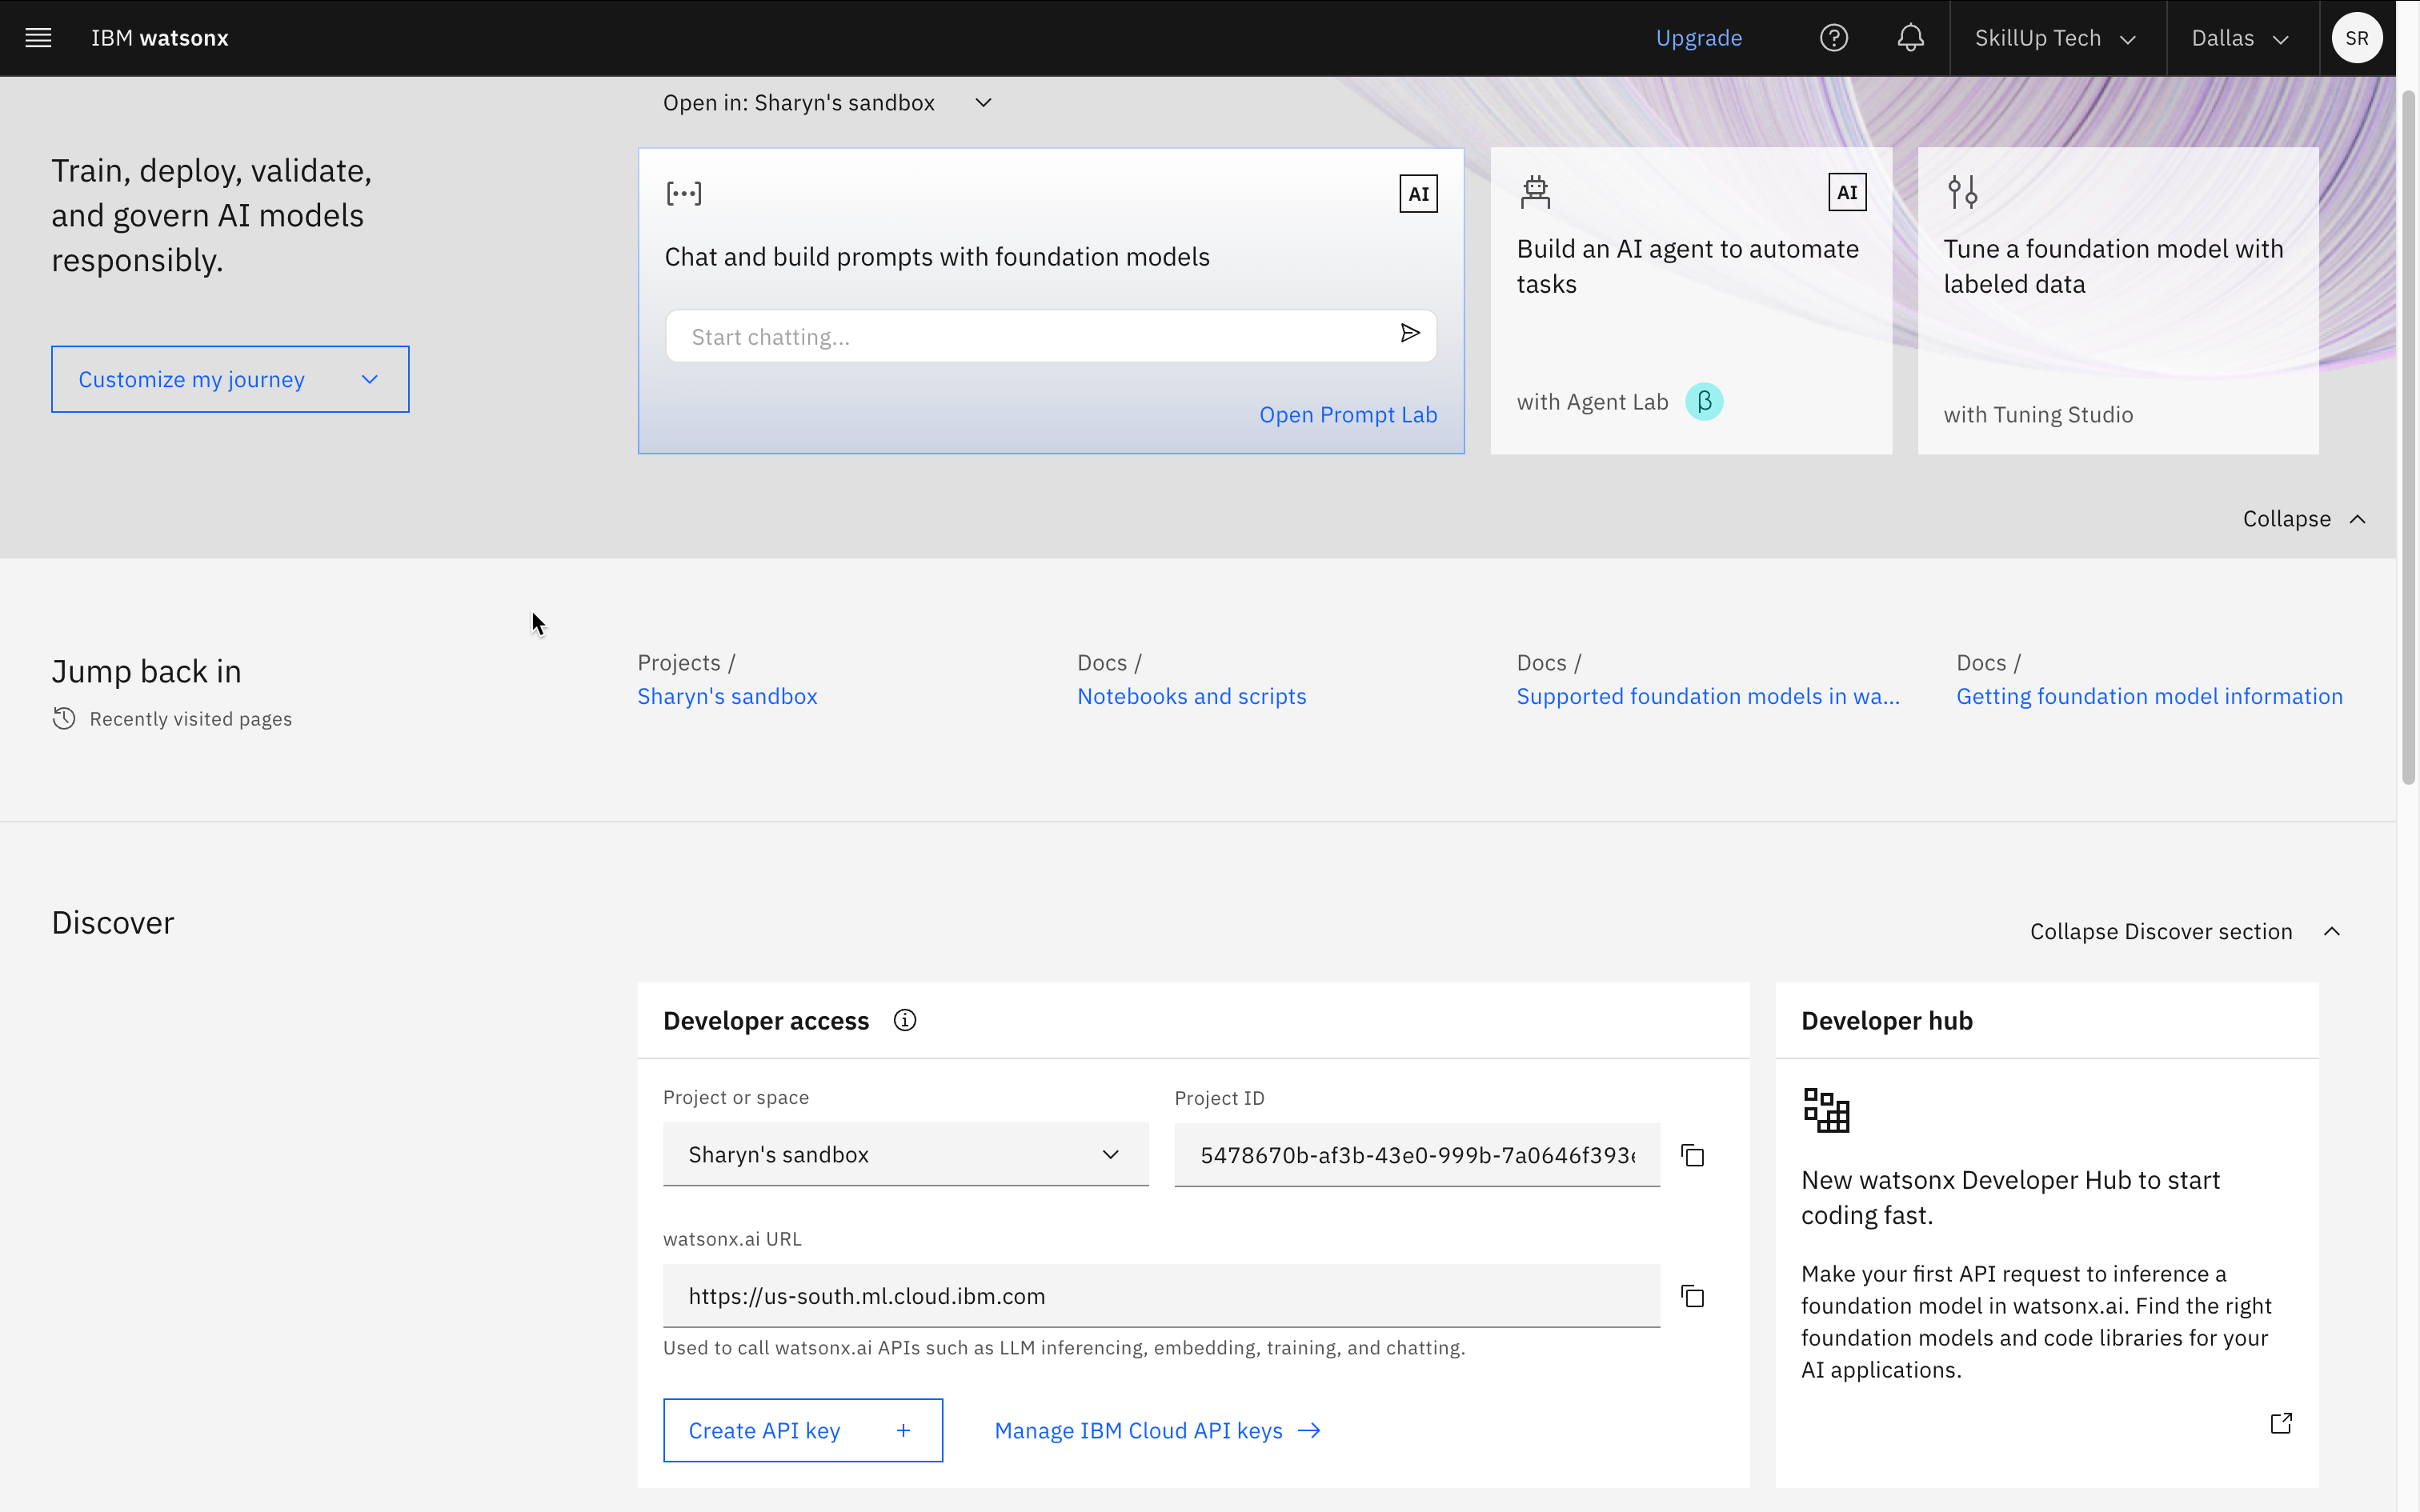 IBM watsonx
Upgrade
SkillUp Tech
Dallas
SR
Open in: Sharyn's sandbox
Train, deploy, validate,
and govern AI models
responsibly.
Customize my journey
AI
Chat and build prompts with foundation models
Start chatting...
Open Prompt Lab
AI
Build an AI agent to automate
tasks
with Agent Lab β
Tune a foundation model with
labeled data
with Tuning Studio
Collapse
Jump back in
Recently visited pages
Projects /
Sharyn's sandbox
Docs /
Notebooks and scripts
Docs /
Supported foundation models in wa...
Docs /
Getting foundation model information
Discover
Collapse Discover section
Developer access
Project or space
Sharyn's sandbox
Project ID
5478670b-af3b-43e0-999b-7a0646f393
watsonx.ai URL
https://us-south.ml.cloud.ibm.com
Used to call watsonx.ai APIs such as LLM inferencing, embedding, training, and chatting.
Create API key +
Manage IBM Cloud API keys →
Developer hub
New watsonx Developer Hub to start
coding fast.
Make your first API request to inference a
foundation model in watsonx.ai. Find the right
foundation models and code libraries for your
AI applications.